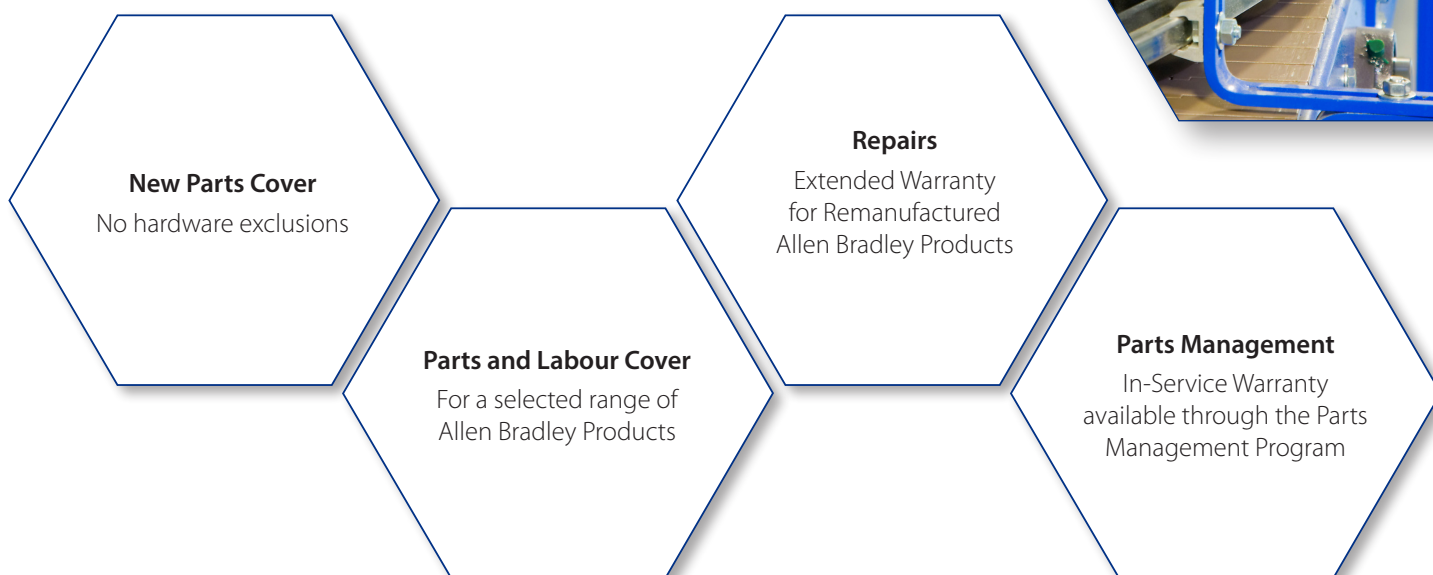 New Parts Cover
No hardware exclusions
Parts and Labour Cover
For a selected range of
Allen Bradley Products
Repairs
Extended Warranty
for Remanufactured
Allen Bradley Products
Parts Management
In-Service Warranty
available through the Parts
Management Program